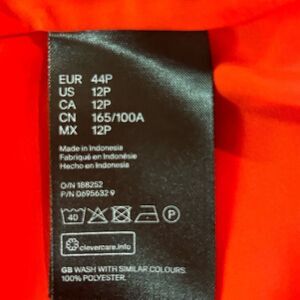 EUR 44P
US 12P
CA 12P
CN 165/100A
MX 12P
Made in Indonesia
Fabriqué en Indonésie
Hecho en Indonesia
O/N 188252
P/N 0695632 9
40 P
clevercare.info
GB WASH WITH SIMILAR COLOURS.
100% POLYESTER.